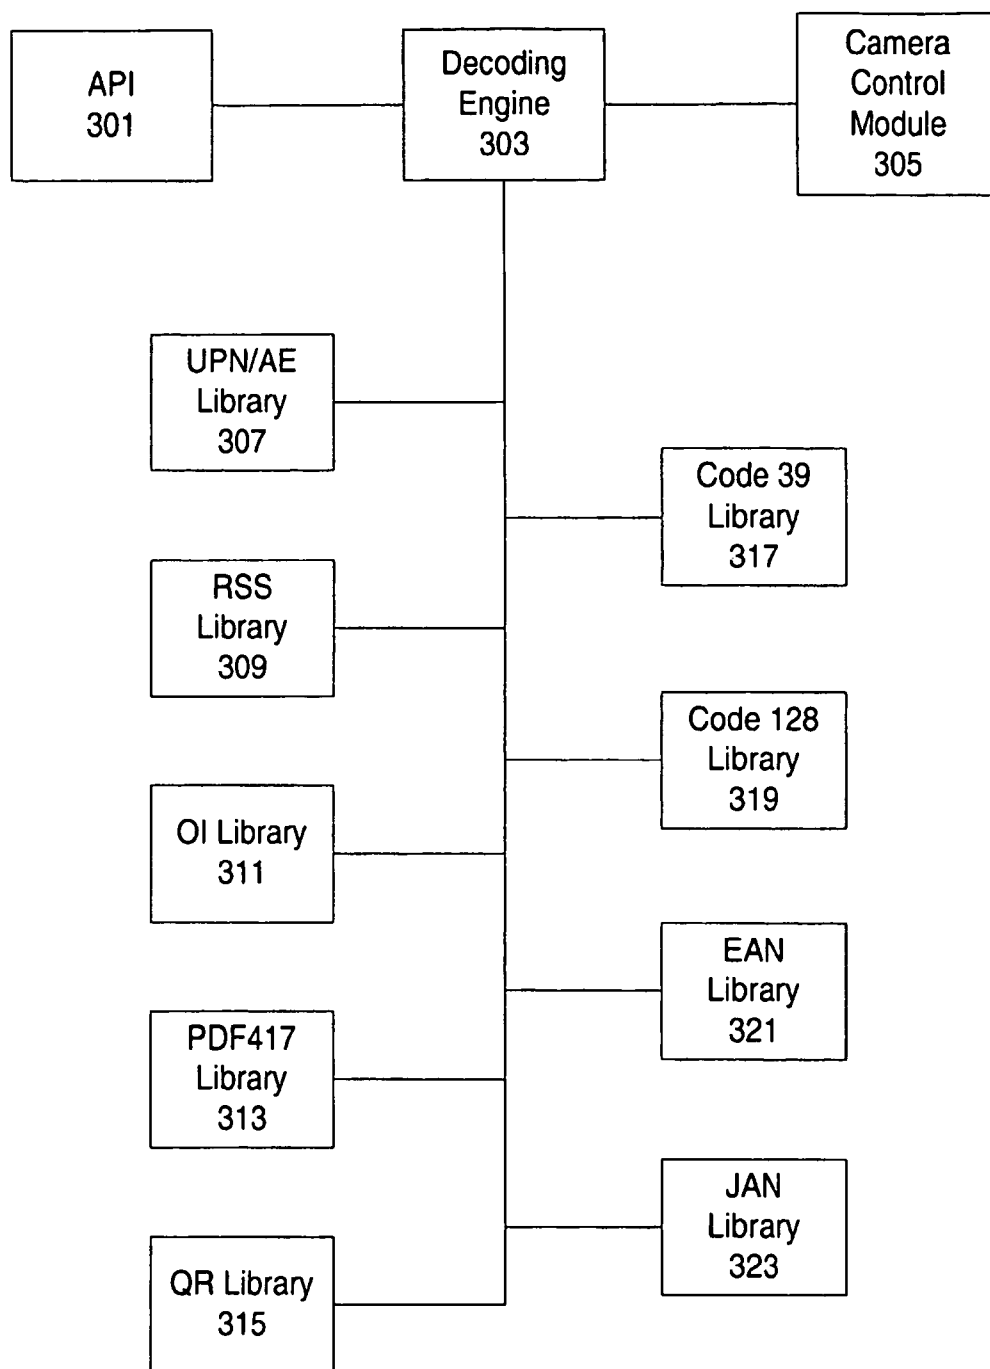 API
301
Decoding
Engine
303
Camera
Control
Module
305
UPN/AE
Library
307
Code 39
Library
317
RSS
Library
309
Code 128
Library
319
OI Library
311
EAN
Library
321
PDF417
Library
313
JAN
Library
323
QR Library
315